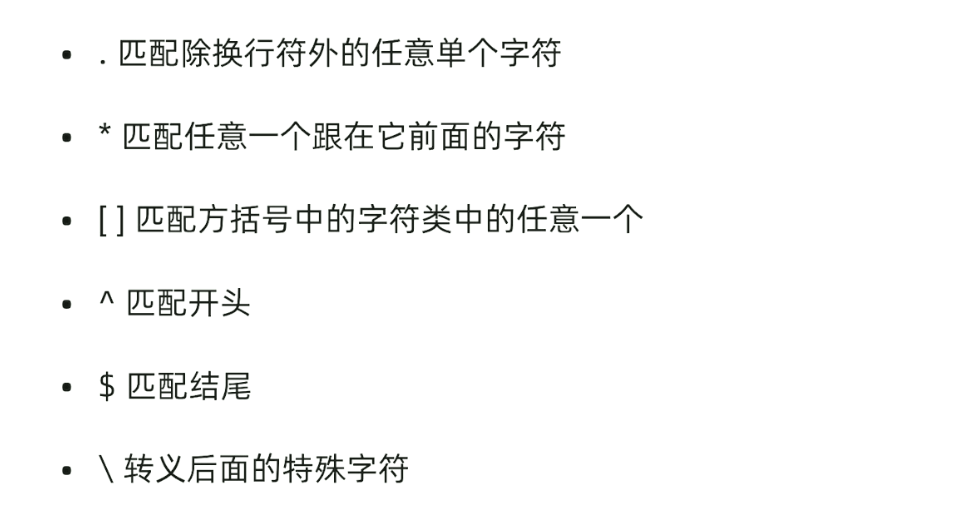 • . 匹配除换行符外的任意单个字符
• * 匹配任意一个跟在它前面的字符
• [ ] 匹配方括号中的字符类中的任意一个
• ^ 匹配开头
• $ 匹配结尾
• \ 转义后面的特殊字符